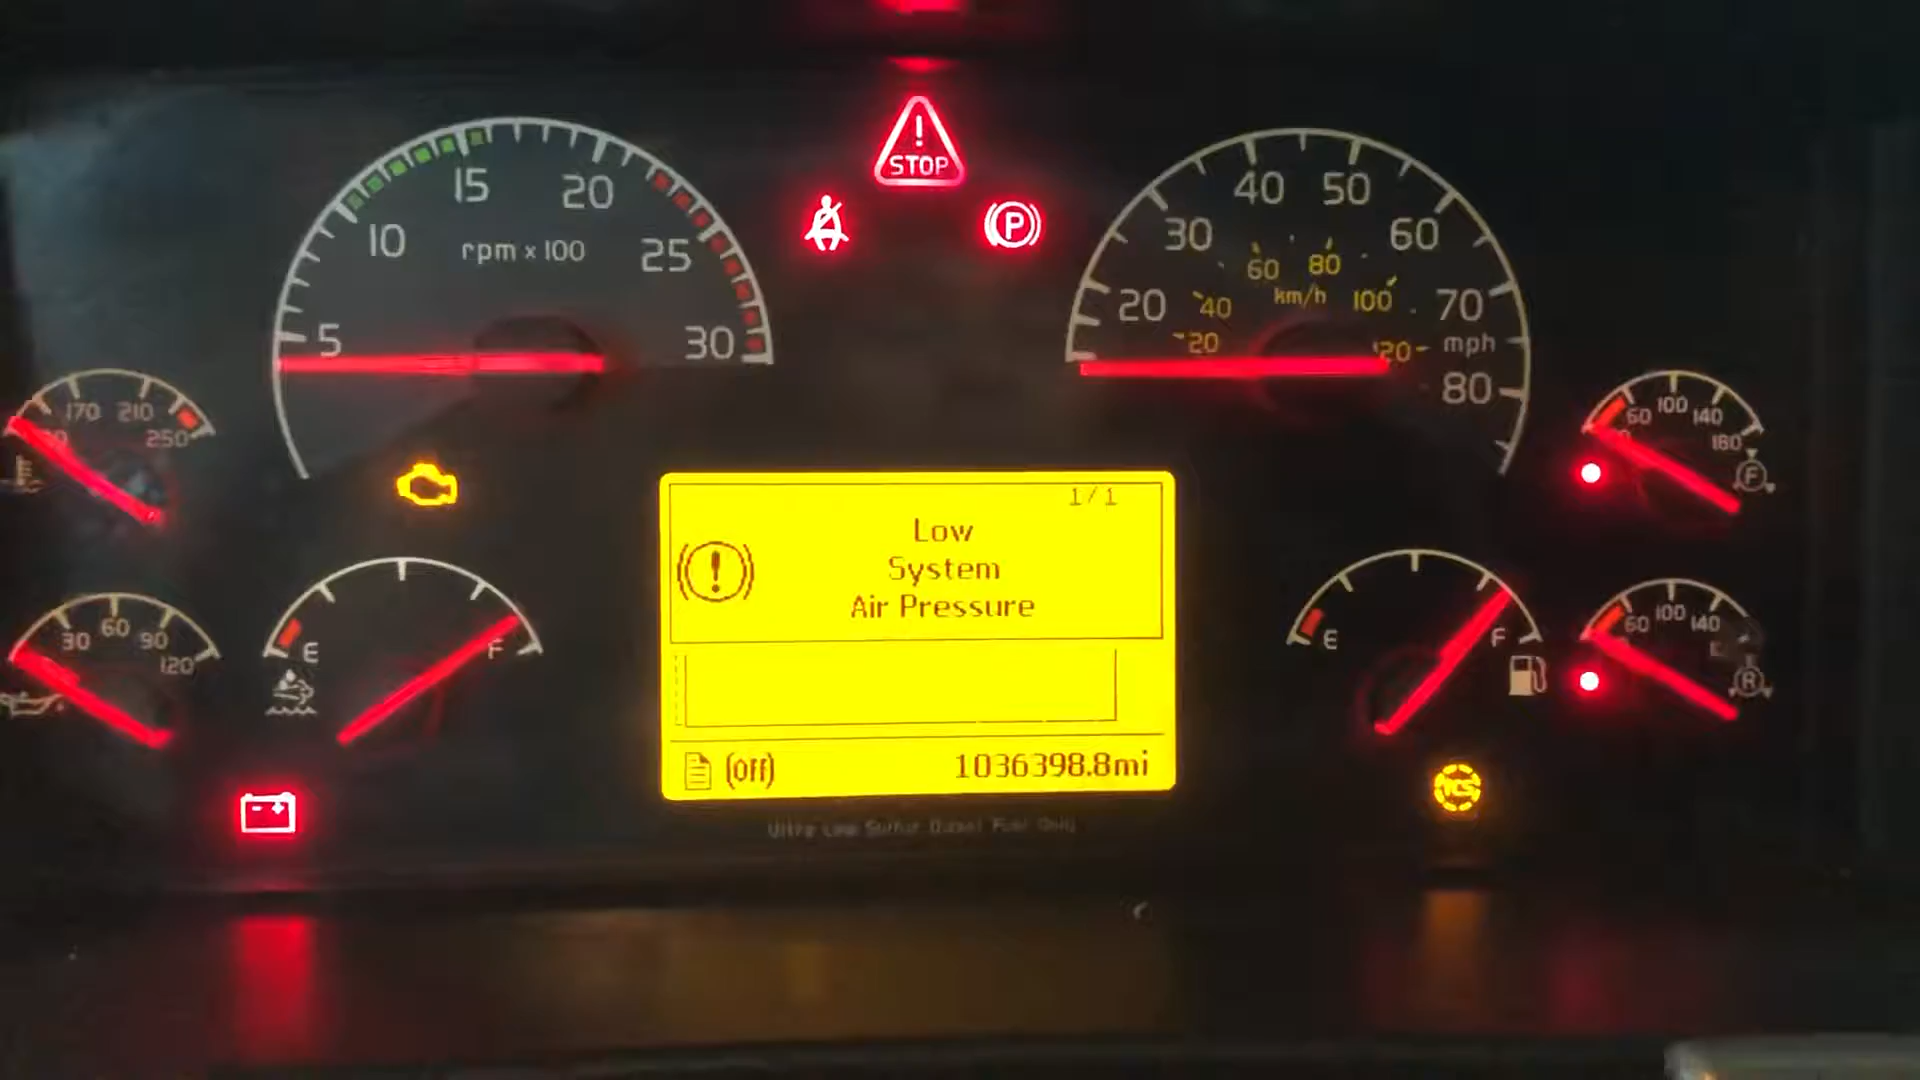 STOP
15
20
10
rpm x 100
25
5
30
P
40
50
30
60
60
80
km/h
20
40
100
70
20
mph
80
170
210
250
60
100
140
F
1/1
Low
System
Air Pressure
30
60
90
120
E
F
E
F
60
100
140
R
(Off)
1036398.8mi
TCS
Ultra Low Sulfur Diesel Fuel Only